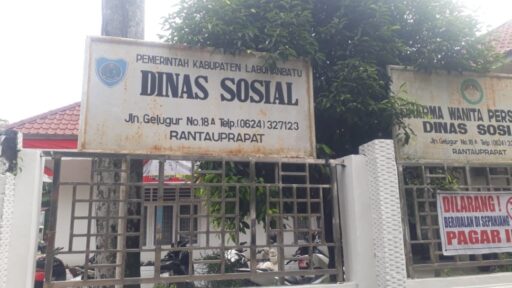 PEMERINTAH KABUPATEN LABUHANBATU
DINAS SOSIAL
Jln. Gelugur No. 18 A Telp. (0624) 327123
RANTAUPRAPAT
WANITA
DINAS
RANTAUPRAPAT
DILARANG !
BERJUALAN DI SEPANJANG
PAGAR